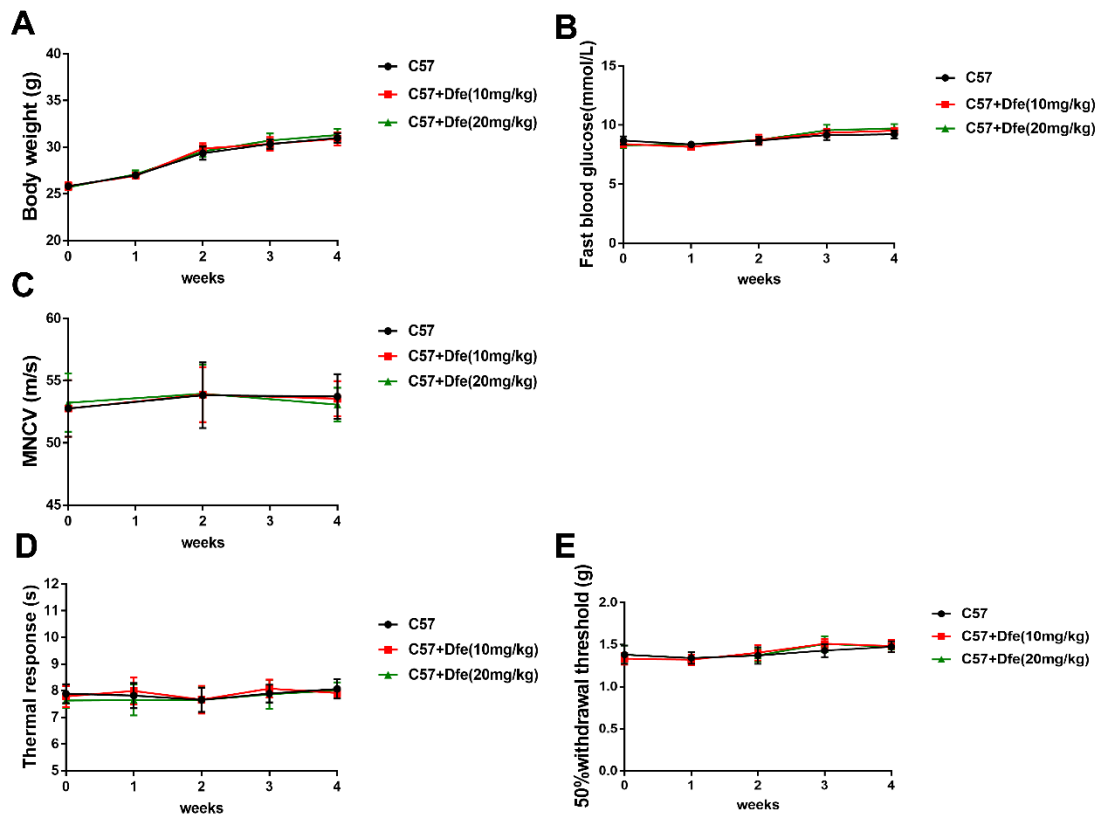 A
Body weight (g)
40
35
30
25
20
0 1 2 3 4
weeks
C57
C57+Dfe(10mg/kg)
C57+Dfe(20mg/kg)
B
Fast blood glucose(mmol/L)
15
10
5
0
0 1 2 3 4
weeks
C57
C57+Dfe(10mg/kg)
C57+Dfe(20mg/kg)
C
MNCV (m/s)
60
55
50
45
0 1 2 3 4
weeks
C57
C57+Dfe(10mg/kg)
C57+Dfe(20mg/kg)
D
Thermal response (s)
12
11
10
9
8
7
6
5
0 1 2 3 4
weeks
C57
C57+Dfe(10mg/kg)
C57+Dfe(20mg/kg)
E
50%withdrawal threshold (g)
2.0
1.5
1.0
0.5
0.0
0 1 2 3 4
weeks
C57
C57+Dfe(10mg/kg)
C57+Dfe(20mg/kg)